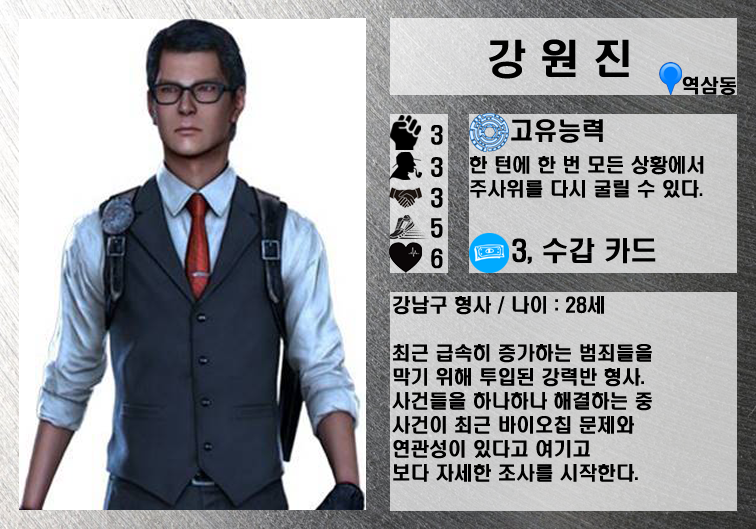 강 원 진
역삼동
3
3
3
5
6
고유능력
한 턴에 한 번 모든 상황에서
주사위를 다시 굴릴 수 있다.
3, 수갑 카드
강남구 형사 / 나이 : 28세
최근 급속히 증가하는 범죄들을
막기 위해 투입된 강력반 형사.
사건들을 하나하나 해결하는 중
사건이 최근 바이오칩 문제와
연관성이 있다고 여기고
보다 자세한 조사를 시작한다.